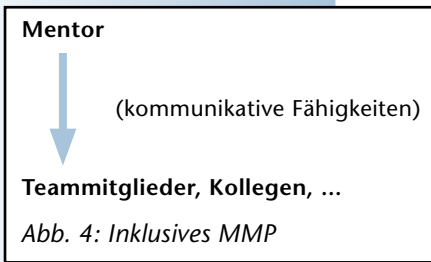 Mentor
(kommunikative Fähigkeiten)
Teammitglieder, Kollegen, ...
Abb. 4: Inklusives MMP